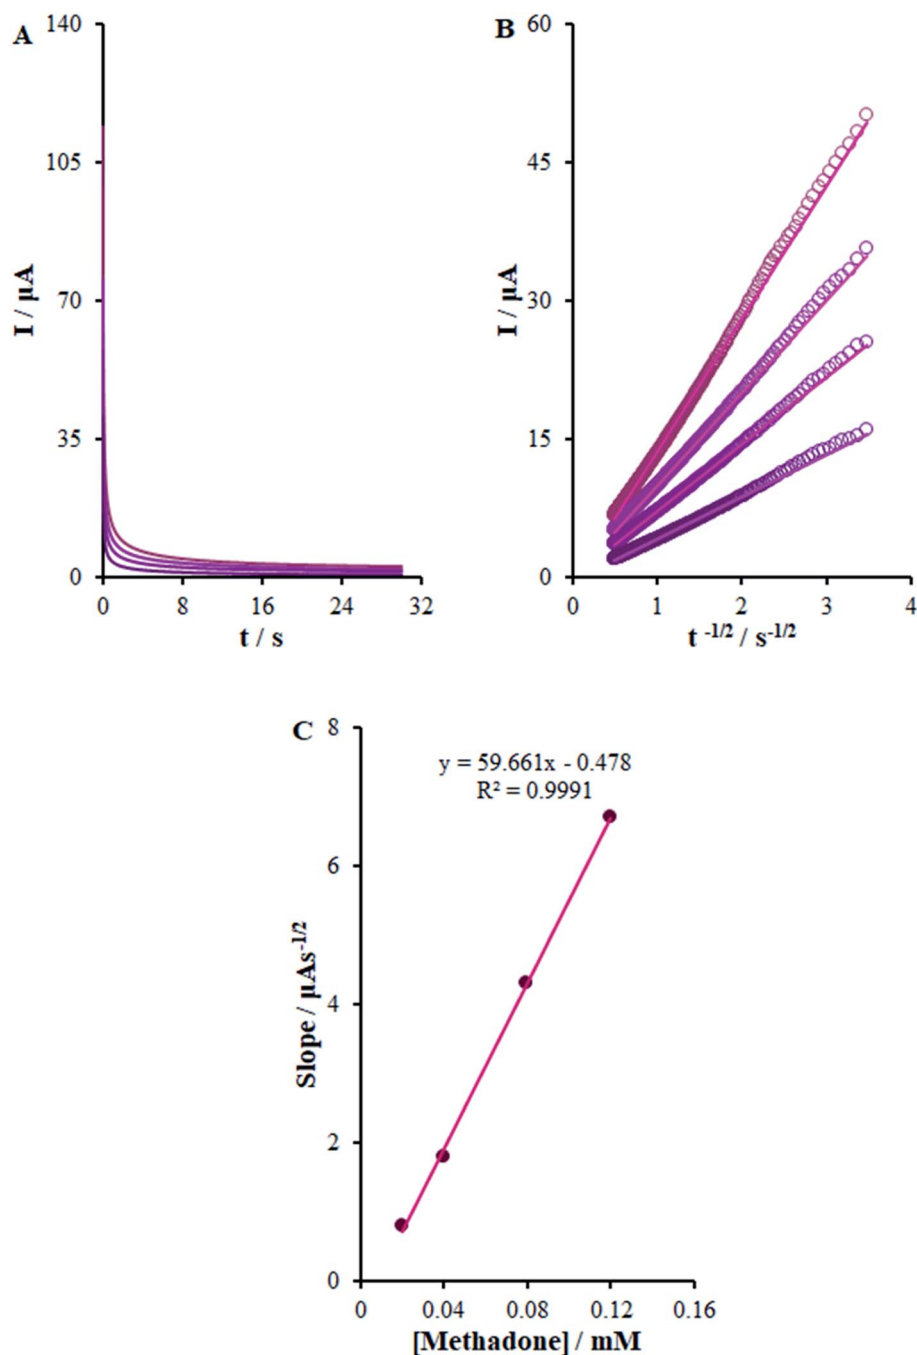 A
140
105
70
35
0
I / µA
0 8 16 24 32
t / s
B
60
45
30
15
0
I / µA
0 1 2 3 4
t -1/2 / s-1/2
C
8
6
4
2
0
y = 59.661x - 0.478
R² = 0.9991
Slope / µAs-1/2
0 0.04 0.08 0.12 0.16
[Methadone] / mM